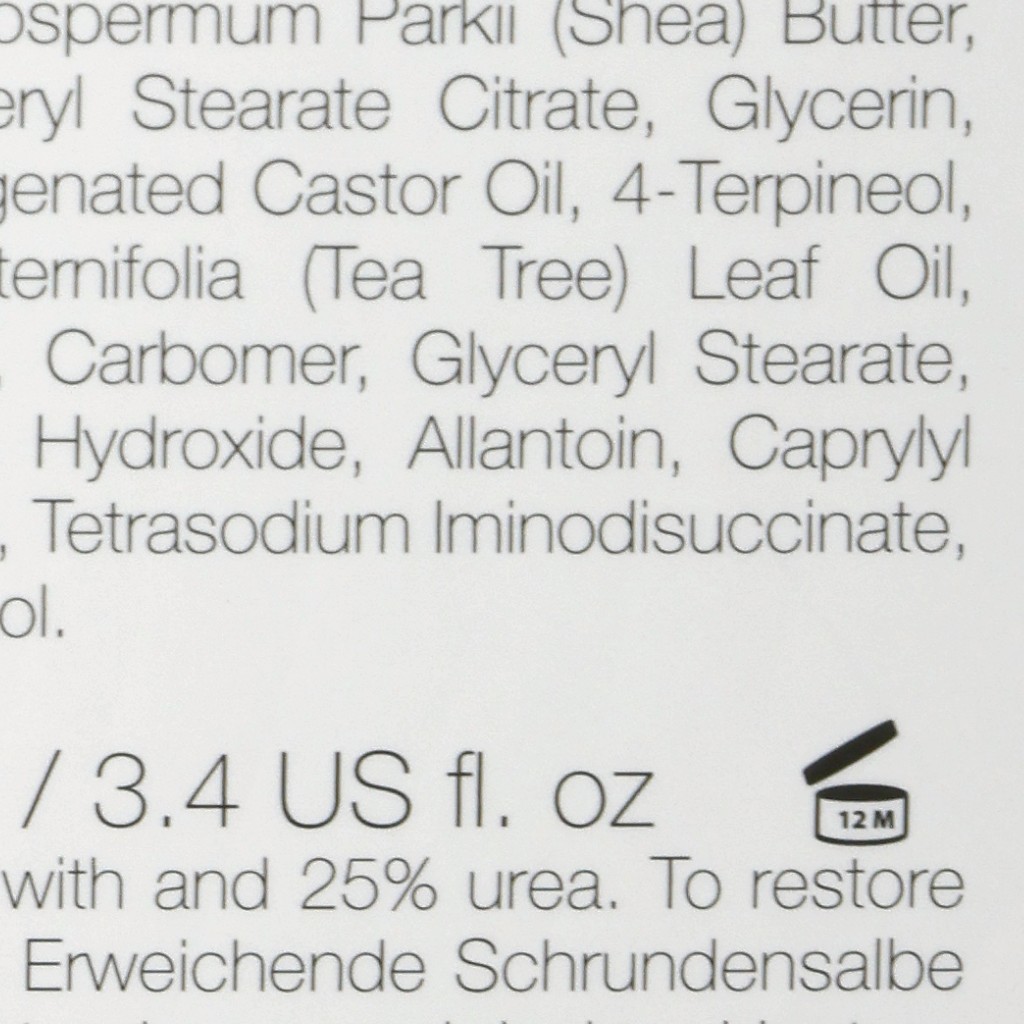 ospermum Parkii (Shea) Butter,
eryl Stearate Citrate, Glycerin,
genated Castor Oil, 4-Terpineol,
ternifolia (Tea Tree) Leaf Oil,
, Carbomer, Glyceryl Stearate,
Hydroxide, Allantoin, Caprylyl
, Tetrasodium Iminodisuccinate,
ol.
/ 3.4 US fl. oz
12 M
with and 25% urea. To restore
Erweichende Schrundensalbe